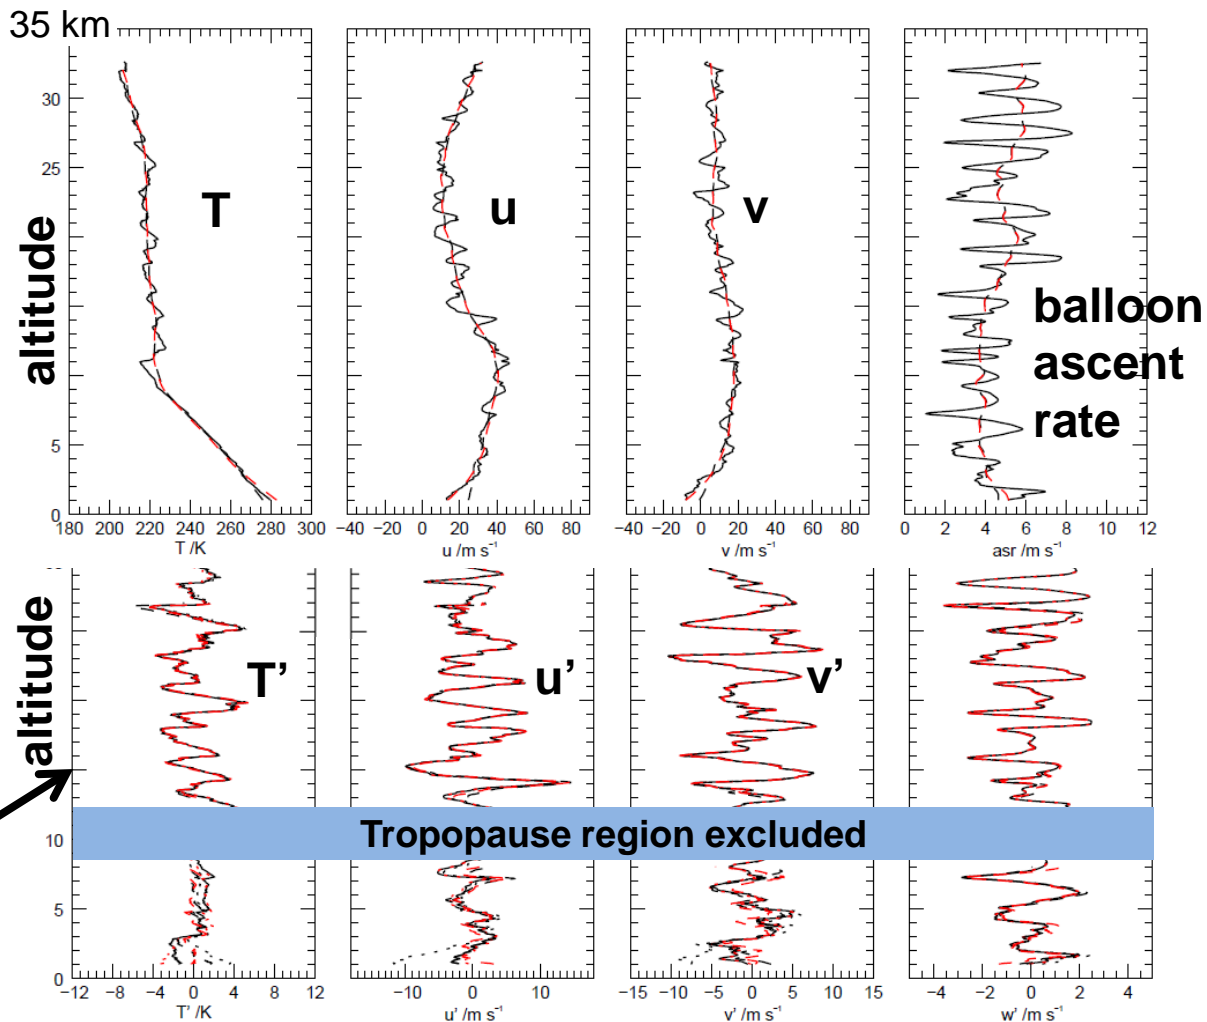 35 km
30
25
5
0
altitude
T
u
v
balloon
ascent
rate
180 200 220 240 260 280 300
T /K
−40 −20 0 20 40 60 80
u /m s⁻¹
−40 −20 0 20 40 60 80
v /m s⁻¹
0 2 4 6 8 10 12
asr /m s⁻¹
altitude
T’
u’
v’
Tropopause region excluded
10
5
0
−12 −8 −4 0 4 8 12
T' /K
−10 0 10
u' /m s⁻¹
−15 −10 −5 0 5 10 15
v' /m s⁻¹
−4 −2 0 2 4
w' /m s⁻¹